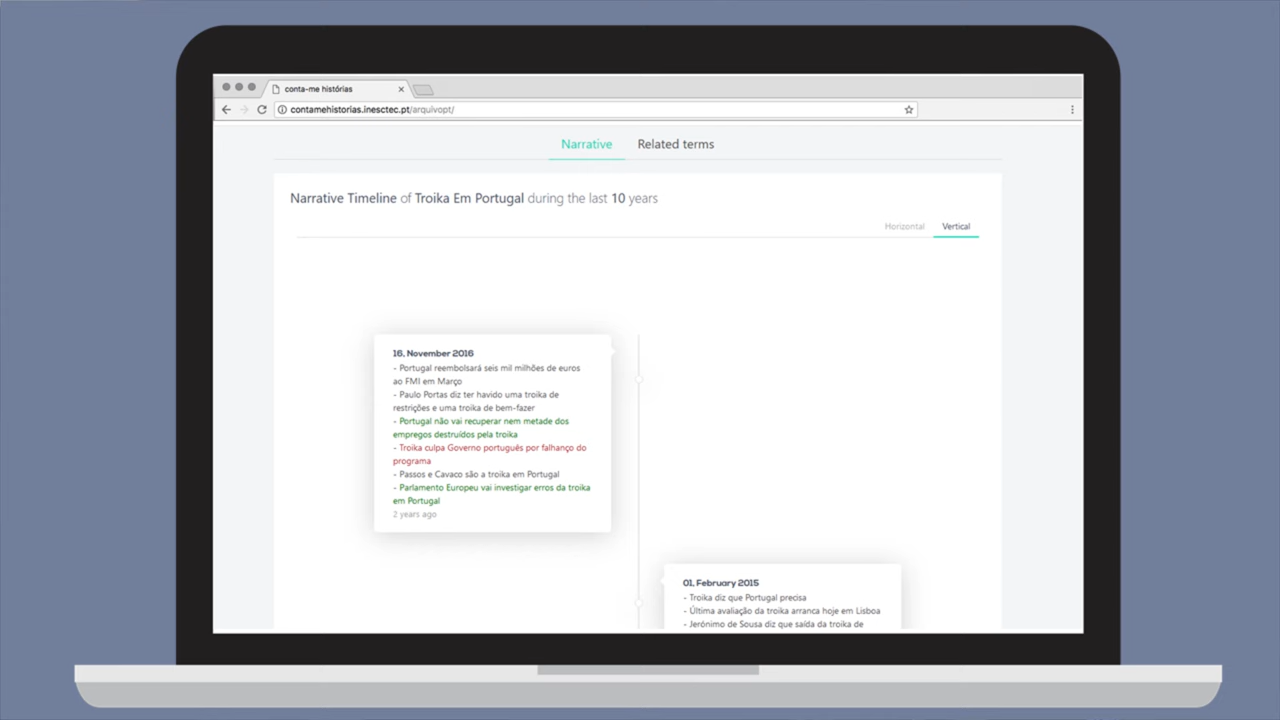 conta-me histórias
contamehistorias.inesctec.pt/arquivopt/
Narrative Related terms
Narrative Timeline of Troika Em Portugal during the last 10 years
Horizontal Vertical
16, November 2016
- Portugal reembolsará seis mil milhões de euros
ao FMI em Março
- Paulo Portas diz ter havido uma troika de
restrições e uma troika de bem-fazer
- Portugal não vai recuperar nem metade dos
empregos destruídos pela troika
- Troika culpa Governo português por falhanço do
programa
- Passos e Cavaco são a troika em Portugal
- Parlamento Europeu vai investigar erros da troika
em Portugal
2 years ago
01, February 2015
- Troika diz que Portugal precisa
- Última avaliação da troika arranca hoje em Lisboa
- Jerónimo de Sousa diz que saída da troika de